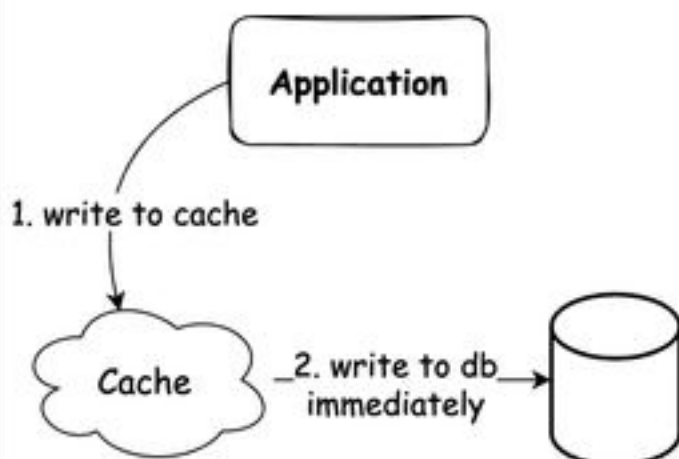 Application
1. write to cache
Cache
2. write to db
immediately